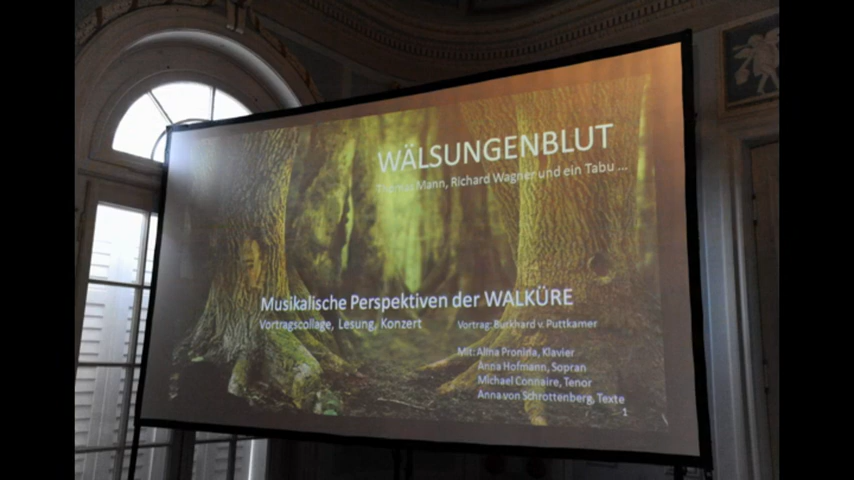 WÄLSUNGENBLUT
Thomas Mann, Richard Wagner und ein Tabu ...
Musikalische Perspektiven der WALKÜRE
Vortragscollage, Lesung, Konzert
Vortrag: Burkhard v. Puttkamer
Mit: Alina Pronina, Klavier
Anna Hofmann, Sopran
Michael Connaire, Tenor
Anna von Schrottenberg, Texte
1